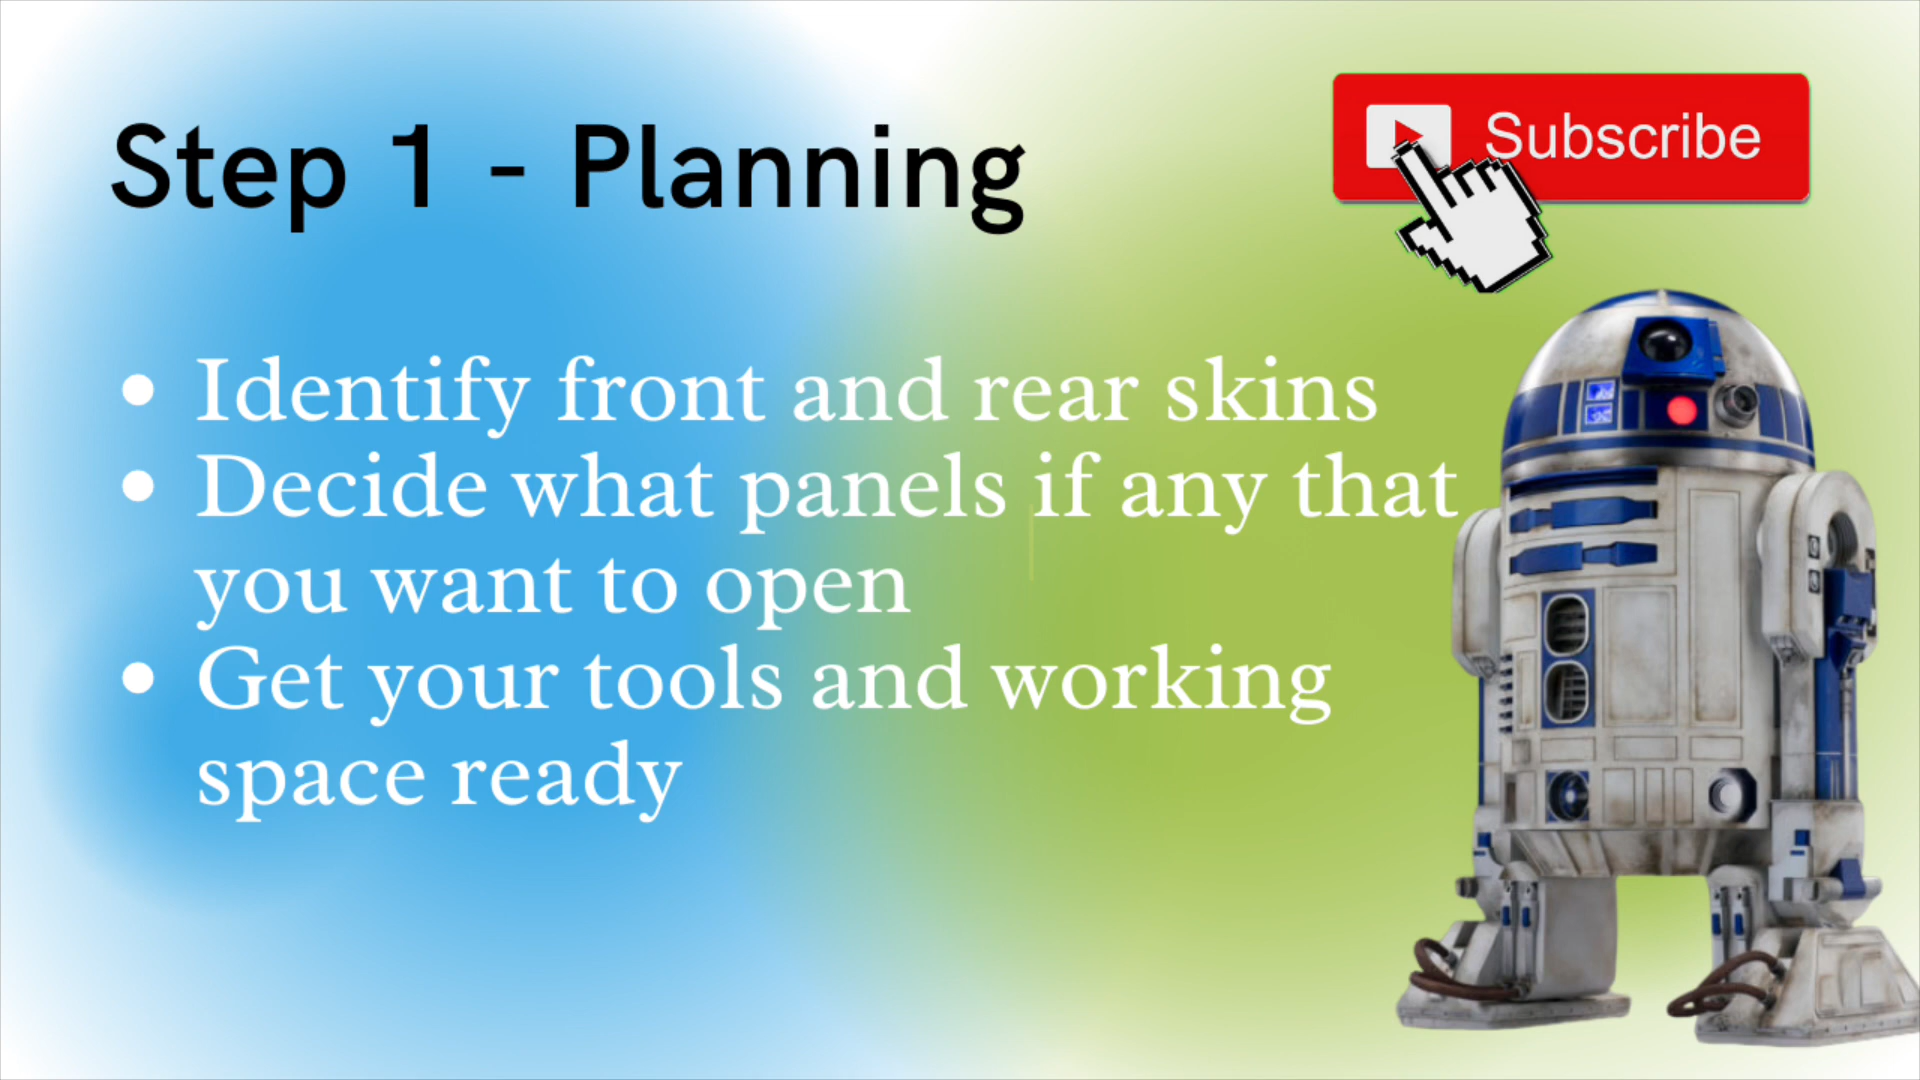 Step 1 - Planning
Subscribe
• Identify front and rear skins
• Decide what panels if any that
you want to open
• Get your tools and working
space ready